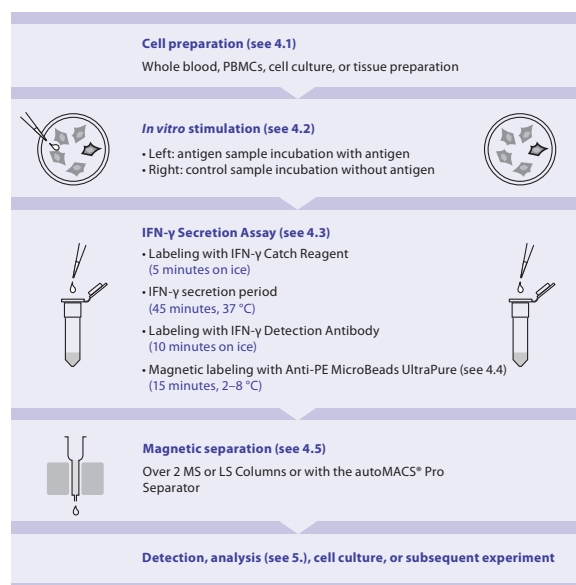 Cell preparation (see 4.1)
Whole blood, PBMCs, cell culture, or tissue preparation
In vitro stimulation (see 4.2)
• Left: antigen sample incubation with antigen
• Right: control sample incubation without antigen
IFN-γ Secretion Assay (see 4.3)
• Labeling with IFN-γ Catch Reagent
(5 minutes on ice)
• IFN-γ secretion period
(45 minutes, 37 °C)
• Labeling with IFN-γ Detection Antibody
(10 minutes on ice)
• Magnetic labeling with Anti-PE MicroBeads UltraPure (see 4.4)
(15 minutes, 2–8 °C)
Magnetic separation (see 4.5)
Over 2 MS or LS Columns or with the autoMACS® Pro
Separator
Detection, analysis (see 5.), cell culture, or subsequent experiment